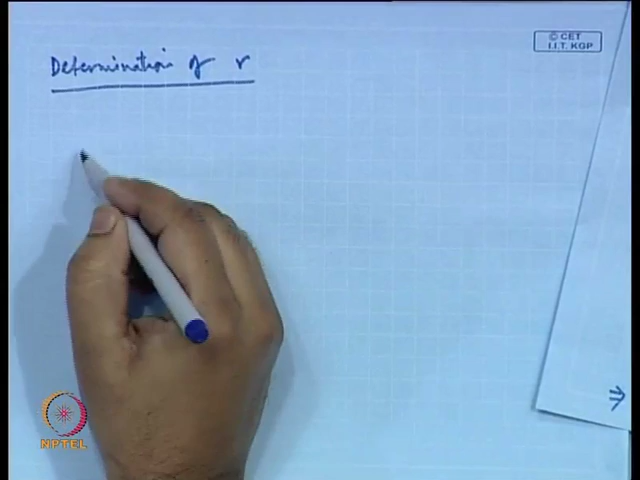 Determination of r
© CET
I.I.T. KGP
NPTEL